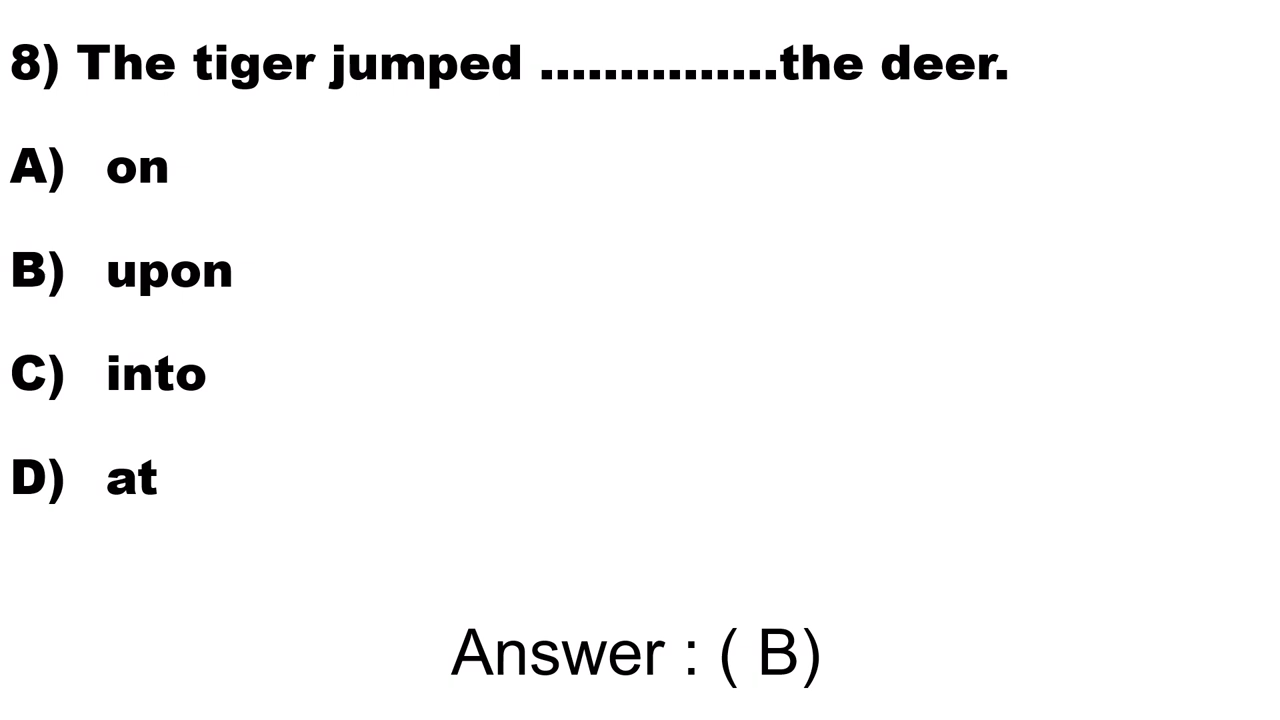 8) The tiger jumped ...............the deer.
A) on
B) upon
C) into
D) at
Answer : ( B)